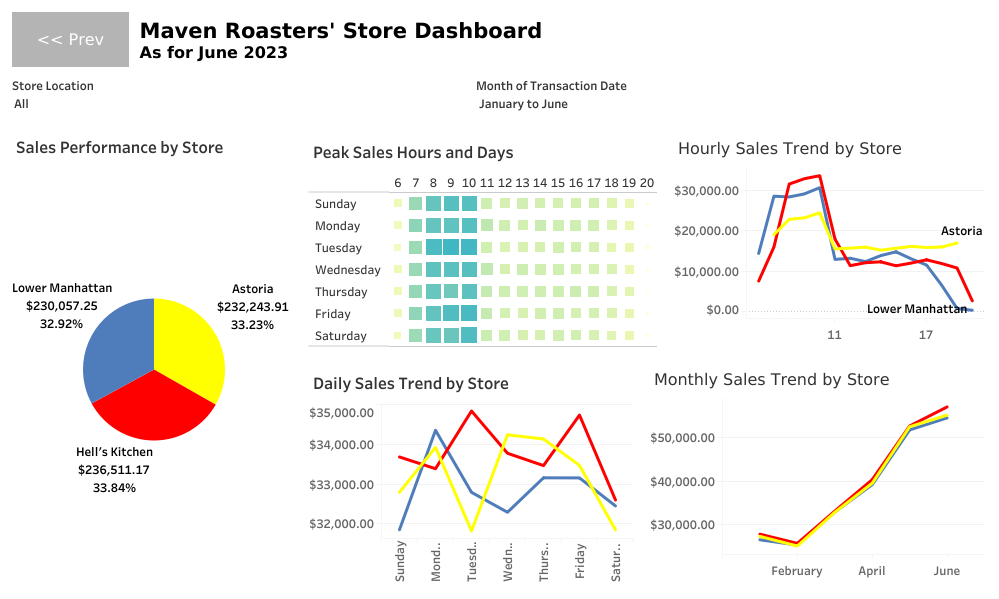 << Prev
Maven Roasters' Store Dashboard
As for June 2023
Store Location
All
Month of Transaction Date
January to June
Sales Performance by Store
Lower Manhattan
$230,057.25
32.92%
Astoria
$232,243.91
33.23%
Hell's Kitchen
$236,511.17
33.84%
Peak Sales Hours and Days
6 7 8 9 10 11 12 13 14 15 16 17 18 19 20
Sunday
Monday
Tuesday
Wednesday
Thursday
Friday
Saturday
Hourly Sales Trend by Store
$30,000.00
$20,000.00
$10,000.00
$0.00
Astoria
Lower Manhattan
11 17
Daily Sales Trend by Store
$35,000.00
$34,000.00
$33,000.00
$32,000.00
Sunday
Mond..
Tuesd..
Wedn..
Thurs..
Friday
Satur..
Monthly Sales Trend by Store
$50,000.00
$30,000.00
February April June